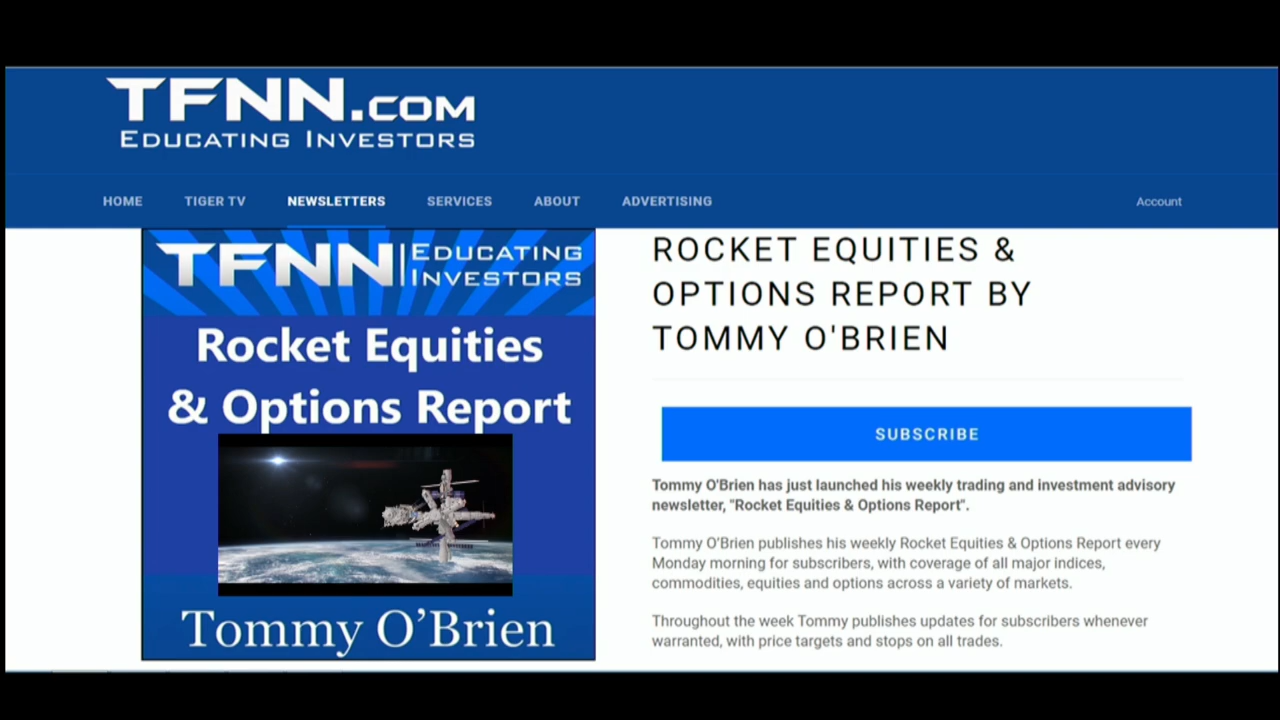 TFNN.COM
EDUCATING INVESTORS
HOME TIGER TV NEWSLETTERS SERVICES ABOUT ADVERTISING Account
TFNN | EDUCATING
INVESTORS
Rocket Equities
& Options Report
Tommy O’Brien
ROCKET EQUITIES &
OPTIONS REPORT BY
TOMMY O'BRIEN
SUBSCRIBE
Tommy O'Brien has just launched his weekly trading and investment advisory
newsletter, "Rocket Equities & Options Report".
Tommy O’Brien publishes his weekly Rocket Equities & Options Report every
Monday morning for subscribers, with coverage of all major indices,
commodities, equities and options across a variety of markets.
Throughout the week Tommy publishes updates for subscribers whenever
warranted, with price targets and stops on all trades.